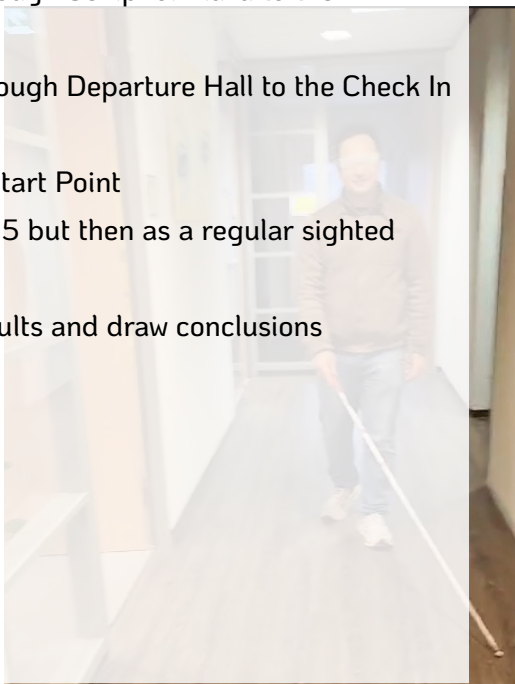 ough Departure Hall to the Check In
tart Point
5 but then as a regular sighted
ults and draw conclusions